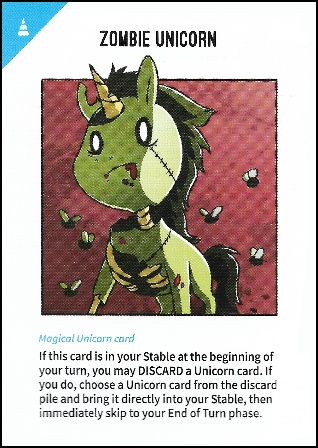 ZOMBIE UNICORN
Magical Unicorn card
If this card is in your Stable at the beginning of
your turn, you may DISCARD a Unicorn card. If
you do, choose a Unicorn card from the discard
pile and bring it directly into your Stable, then
immediately skip to your End of Turn phase.